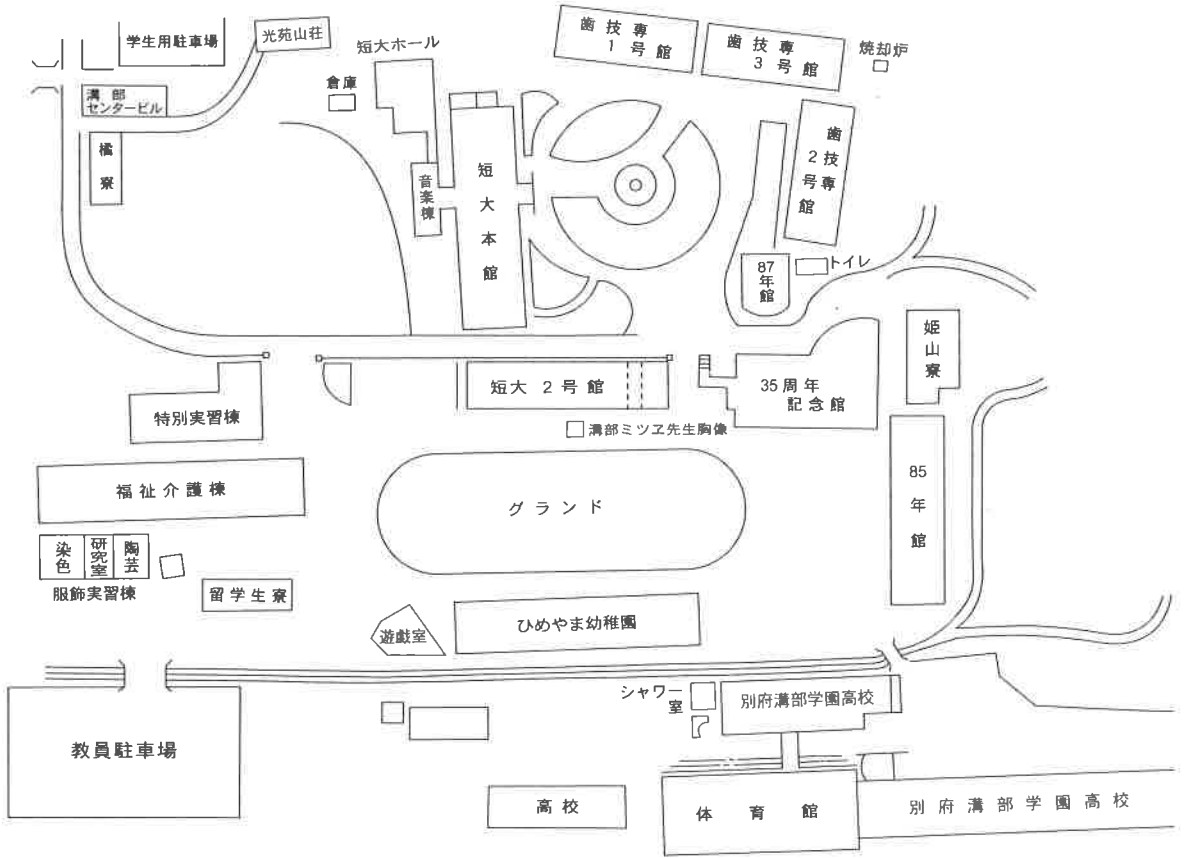 学生用駐車場
光苑山荘
短大ホール
歯技専
1号館
歯技専
3号館
焼却炉
倉庫
溝部
センタービル
橘寮
音楽棟
短大本館
歯技専
2号館
87
年
館
トイレ
姫山寮
特別実習棟
短大 2号館
35周年
記念館
溝部ミツヱ先生胸像
福祉介護棟
グランド
85
年
館
染色
研究室
陶芸
服飾実習棟
留学生寮
遊戯室
ひめやま幼稚園
シャワー
室
別府溝部学園高校
教員駐車場
高校
体育館
別府溝部学園高校